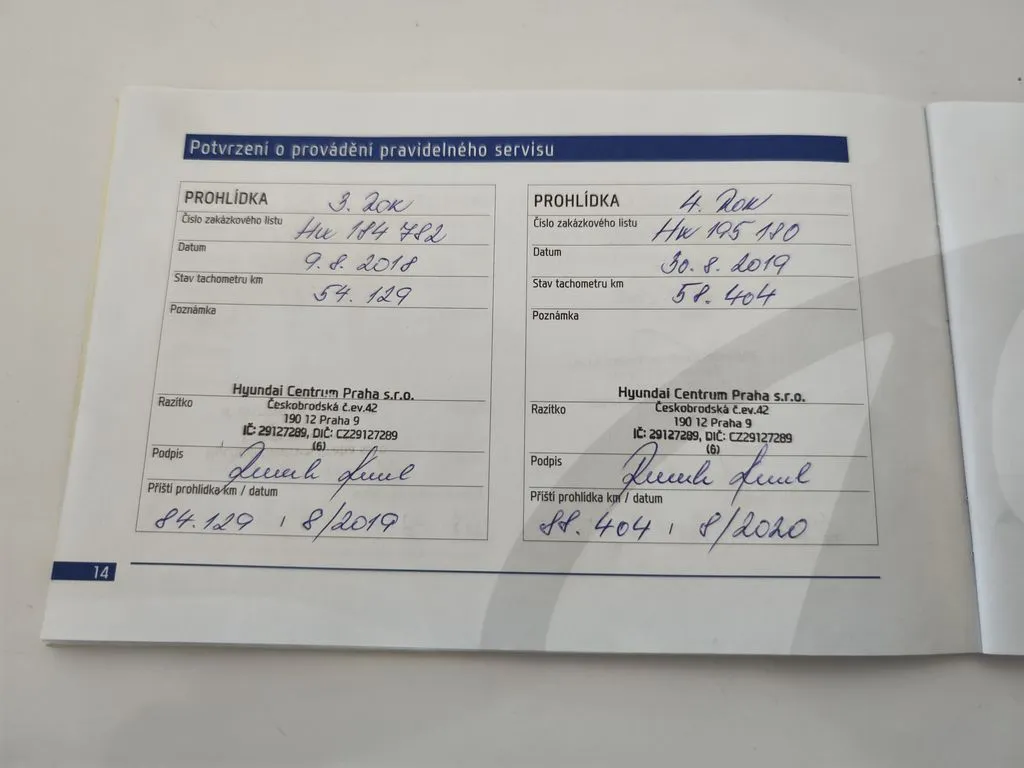 Potvrzení o provádění pravidelného servisu
PROHLÍDKA 3. ROK
Číslo zakázkového listu HK 184 782
Datum 9.8.2018
Stav tachometru km 54.129
Poznámka
Razítko
Hyundai Centrum Praha s.r.o.
Českobrodská č.ev.42
190 12 Praha 9
IČ: 29127289, DIČ: CZ29127289
(6)
Podpis
Příští prohlídka km / datum
84.129 , 8/2019
PROHLÍDKA 4. ROK
Číslo zakázkového listu HK 195 180
Datum 30.8.2019
Stav tachometru km 58.404
Poznámka
Razítko
Hyundai Centrum Praha s.r.o.
Českobrodská č.ev.42
190 12 Praha 9
IČ: 29127289, DIČ: CZ29127289
(6)
Podpis
Příští prohlídka km / datum
88.404 , 8/2020
14